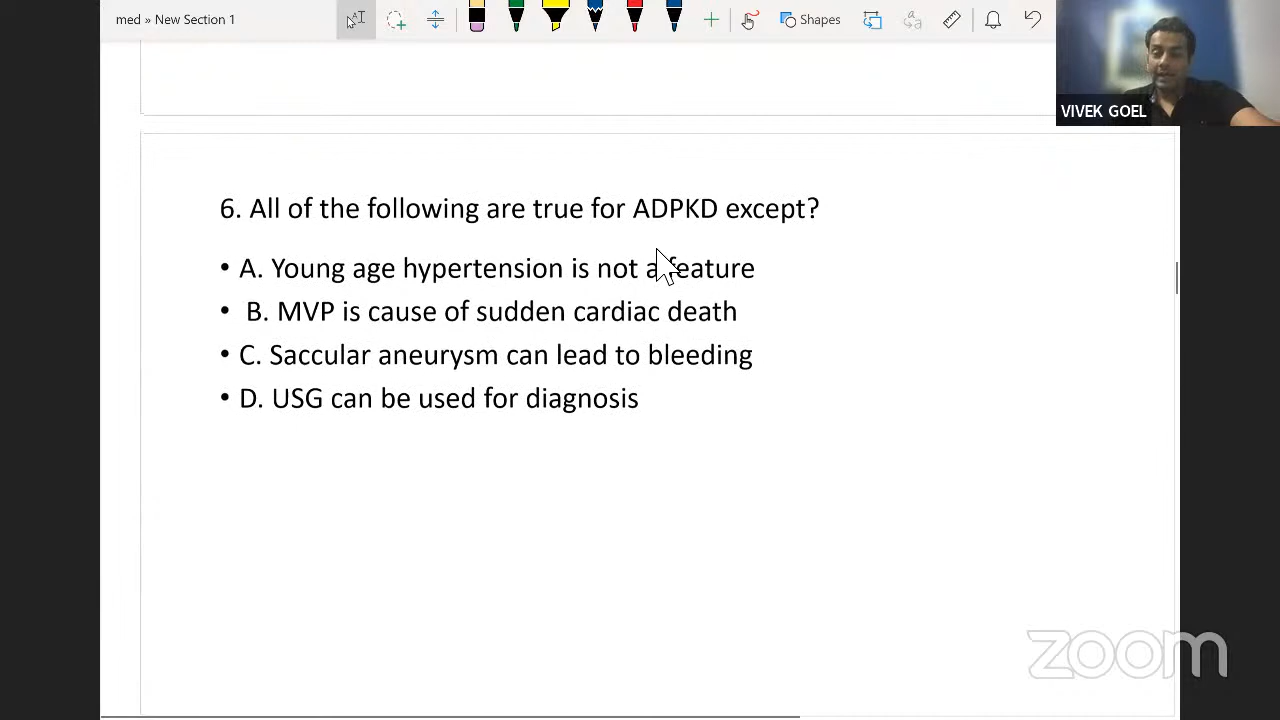 med » New Section 1
Shapes
VIVEK GOEL
6. All of the following are true for ADPKD except?
• A. Young age hypertension is not a feature
• B. MVP is cause of sudden cardiac death
• C. Saccular aneurysm can lead to bleeding
• D. USG can be used for diagnosis
zoom